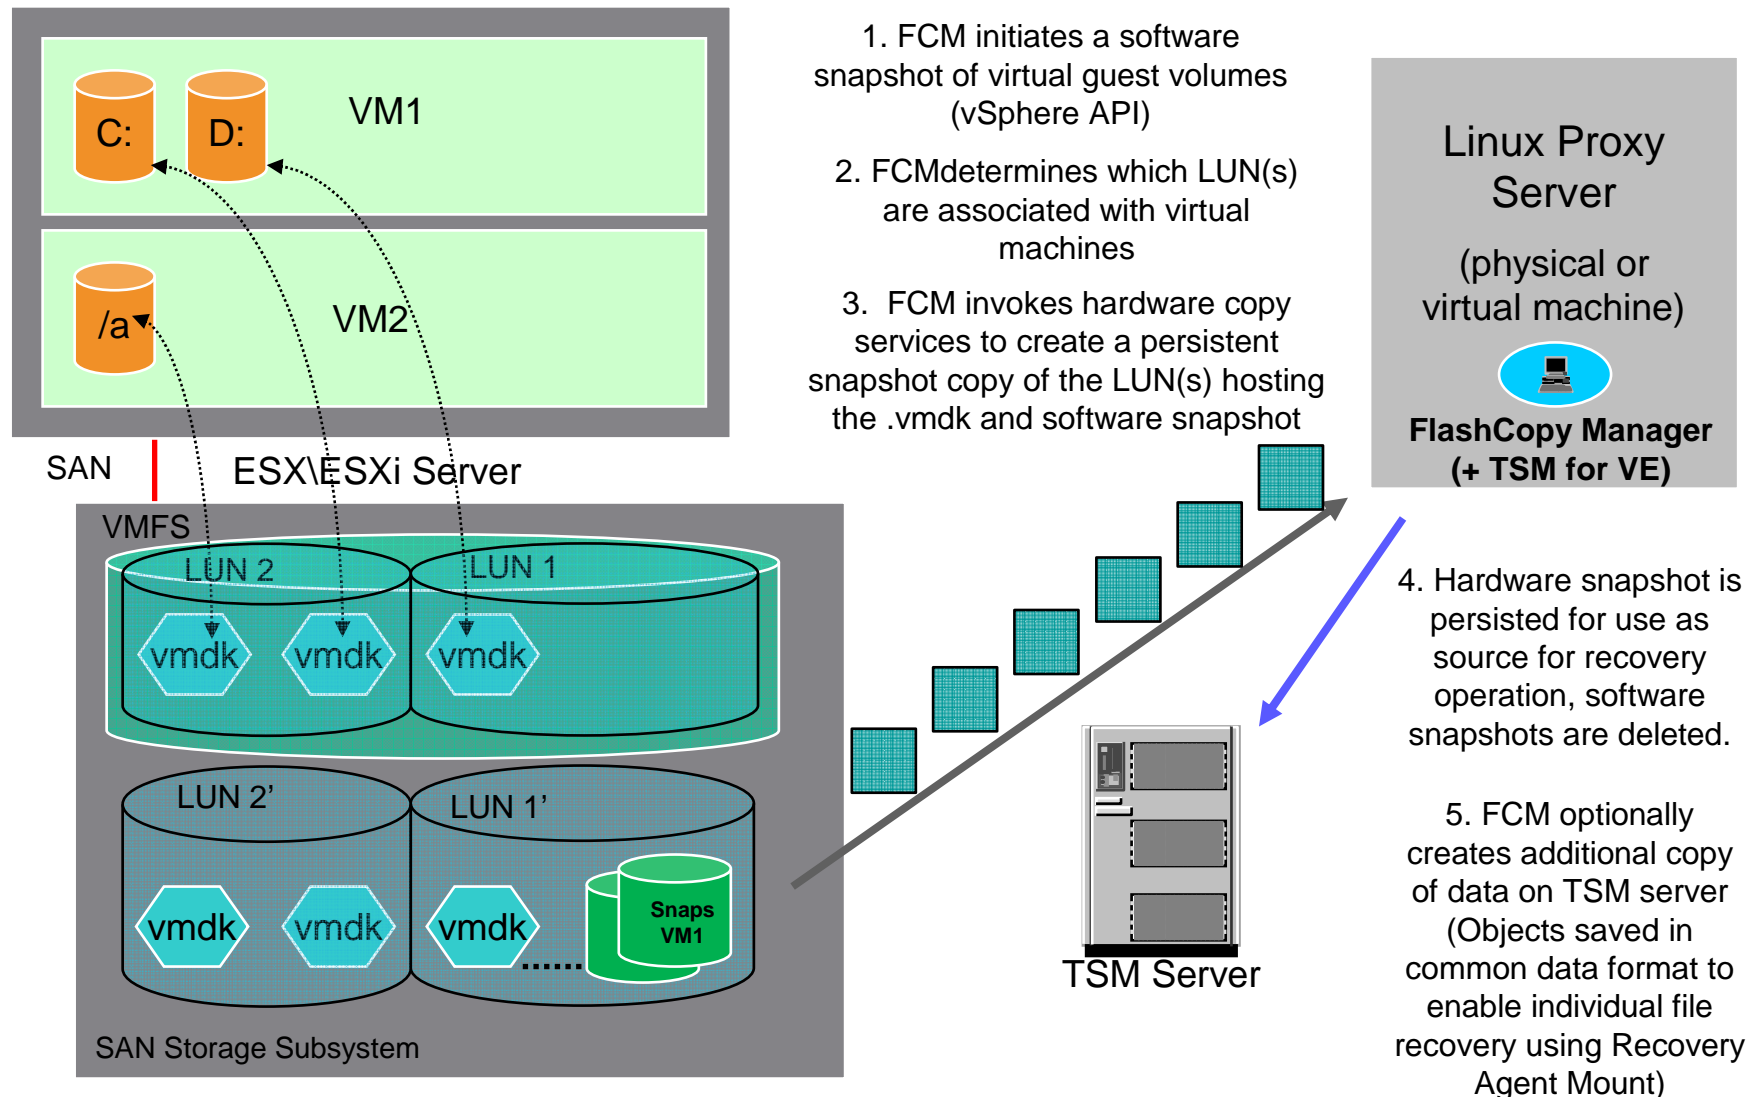 VM1
C:
D:
VM2
/a
SAN
ESX\ESXi Server
VMFS
LUN 2
LUN 1
vmdk
vmdk
vmdk
LUN 2’
LUN 1’
vmdk
vmdk
vmdk
Snaps
VM1
SAN Storage Subsystem
1. FCM initiates a software
snapshot of virtual guest volumes
(vSphere API)
2. FCMdetermines which LUN(s)
are associated with virtual
machines
3. FCM invokes hardware copy
services to create a persistent
snapshot copy of the LUN(s) hosting
the .vmdk and software snapshot
Linux Proxy
Server
(physical or
virtual machine)
FlashCopy Manager
(+ TSM for VE)
TSM Server
4. Hardware snapshot is
persisted for use as
source for recovery
operation, software
snapshots are deleted.
5. FCM optionally
creates additional copy
of data on TSM server
(Objects saved in
common data format to
enable individual file
recovery using Recovery
Agent Mount)